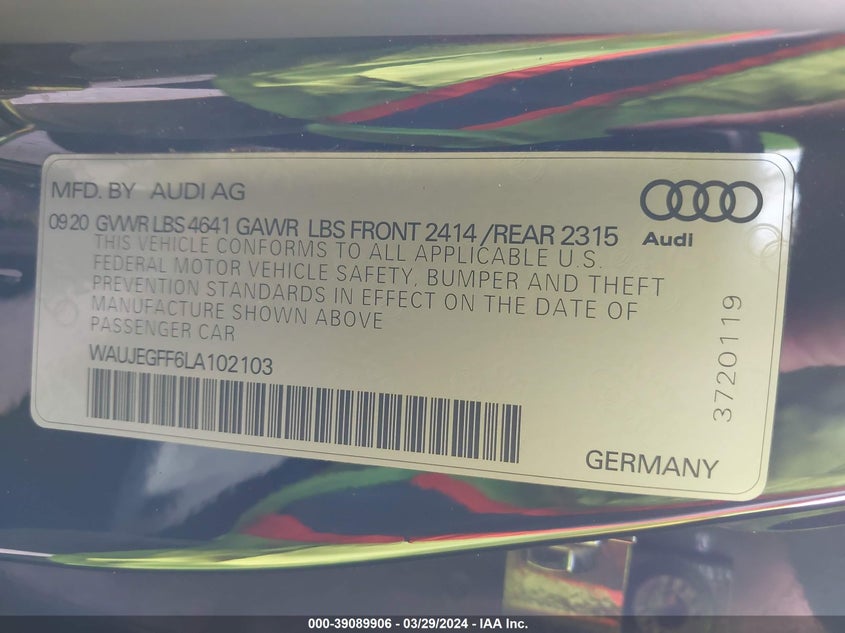 MFD. BY AUDI AG
0920 GVWR LBS 4641 GAWR LBS FRONT 2414 /REAR 2315
THIS VEHICLE CONFORMS TO ALL APPLICABLE U.S.
FEDERAL MOTOR VEHICLE SAFETY, BUMPER AND THEFT
PREVENTION STANDARDS IN EFFECT ON THE DATE OF
MANUFACTURE SHOWN ABOVE
PASSENGER CAR
WAUJEGFF6LA102103
Audi
3720119
GERMANY
000-39089906 - 03/29/2024 - IAA Inc.